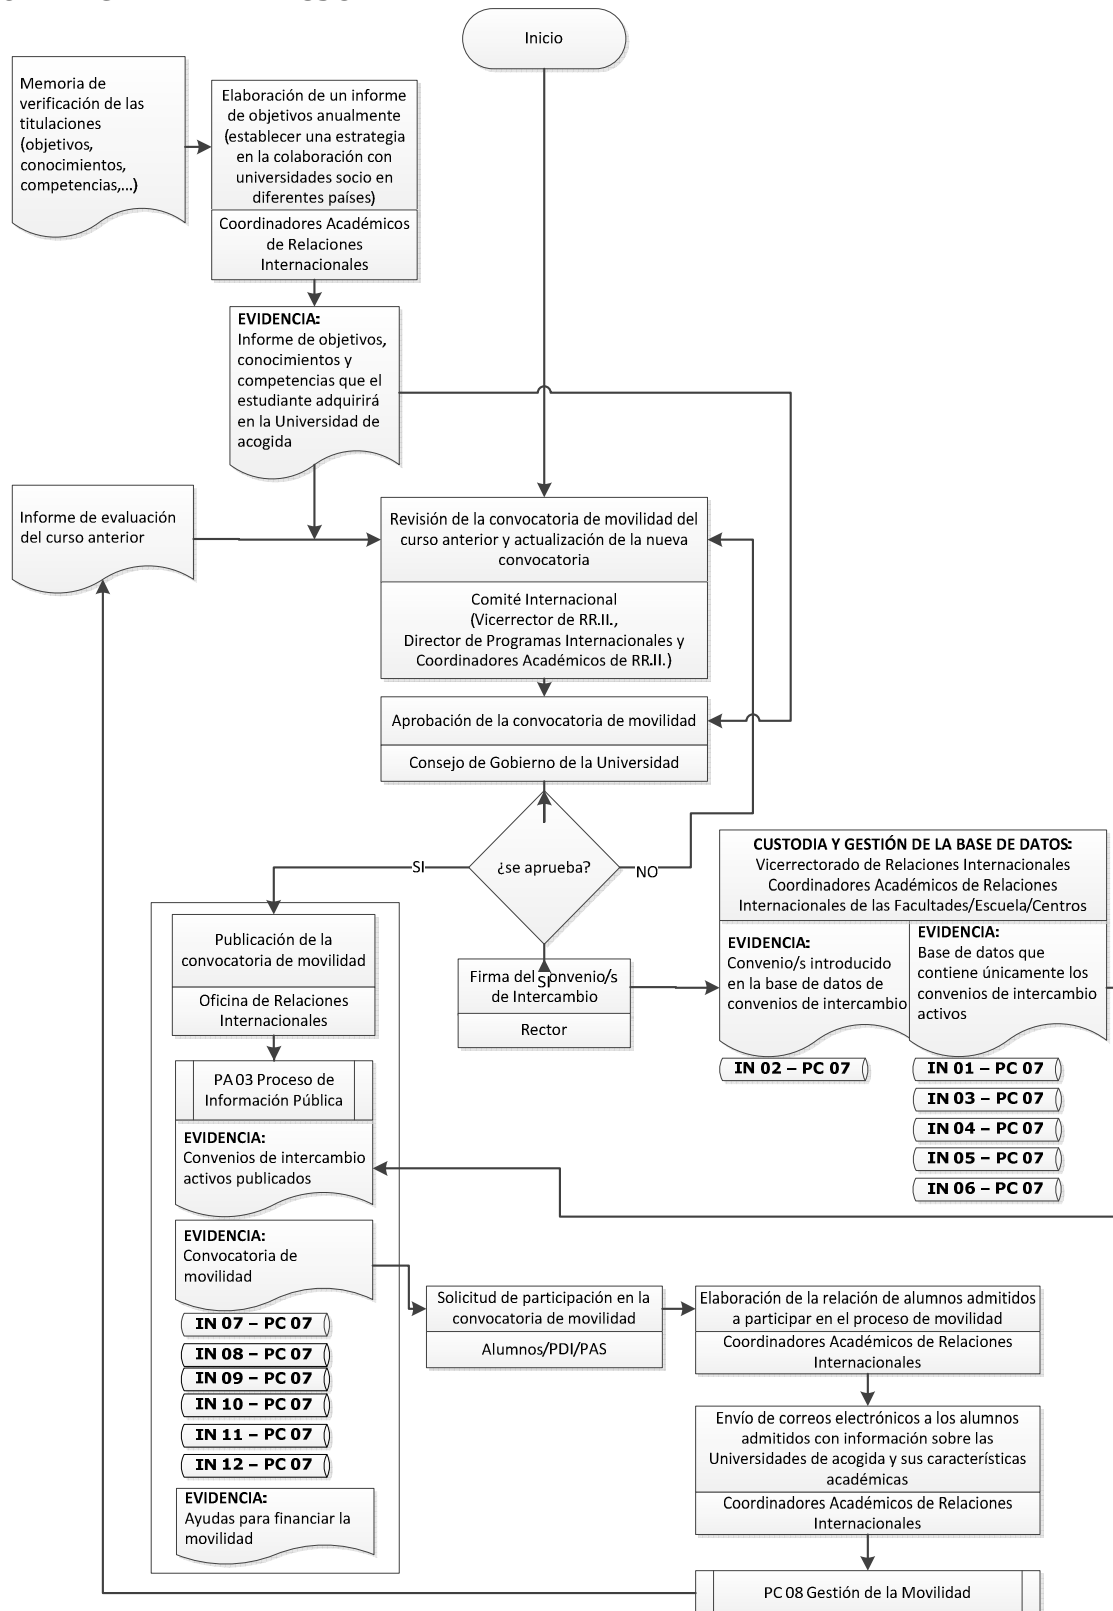 Inicio
Memoria de
verificación de las
titulaciones
(objetivos,
conocimientos,
competencias,...)
Elaboración de un informe
de objetivos anualmente
(establecer una estrategia
en la colaboración con
universidades socio en
diferentes países)
Coordinadores Académicos
de Relaciones
Internacionales
EVIDENCIA:
Informe de objetivos,
conocimientos y
competencias que el
estudiante adquirirá
en la Universidad de
acogida
Informe de evaluación
del curso anterior
Revisión de la convocatoria de movilidad del
curso anterior y actualización de la nueva
convocatoria
Comité Internacional
(Vicerrector de RR.II.,
Director de Programas Internacionales y
Coordinadores Académicos de RR.II.)
Aprobación de la convocatoria de movilidad
Consejo de Gobierno de la Universidad
¿se aprueba?
SI
NO
SI
Firma del convenio/s
de Intercambio
Rector
CUSTODIA Y GESTIÓN DE LA BASE DE DATOS:
Vicerrectorado de Relaciones Internacionales
Coordinadores Académicos de Relaciones
Internacionales de las Facultades/Escuela/Centros
EVIDENCIA:
Convenio/s introducido
en la base de datos de
convenios de intercambio
IN 02 – PC 07
EVIDENCIA:
Base de datos que
contiene únicamente los
convenios de intercambio
activos
IN 01 – PC 07
IN 03 – PC 07
IN 04 – PC 07
IN 05 – PC 07
IN 06 – PC 07
Publicación de la
convocatoria de movilidad
Oficina de Relaciones
Internacionales
PA 03 Proceso de
Información Pública
EVIDENCIA:
Convenios de intercambio
activos publicados
EVIDENCIA:
Convocatoria de
movilidad
IN 07 – PC 07
IN 08 – PC 07
IN 09 – PC 07
IN 10 – PC 07
IN 11 – PC 07
IN 12 – PC 07
EVIDENCIA:
Ayudas para financiar la
movilidad
Solicitud de participación en la
convocatoria de movilidad
Alumnos/PDI/PAS
Elaboración de la relación de alumnos admitidos
a participar en el proceso de movilidad
Coordinadores Académicos de Relaciones
Internacionales
Envío de correos electrónicos a los alumnos
admitidos con información sobre las
Universidades de acogida y sus características
académicas
Coordinadores Académicos de Relaciones
Internacionales
PC 08 Gestión de la Movilidad